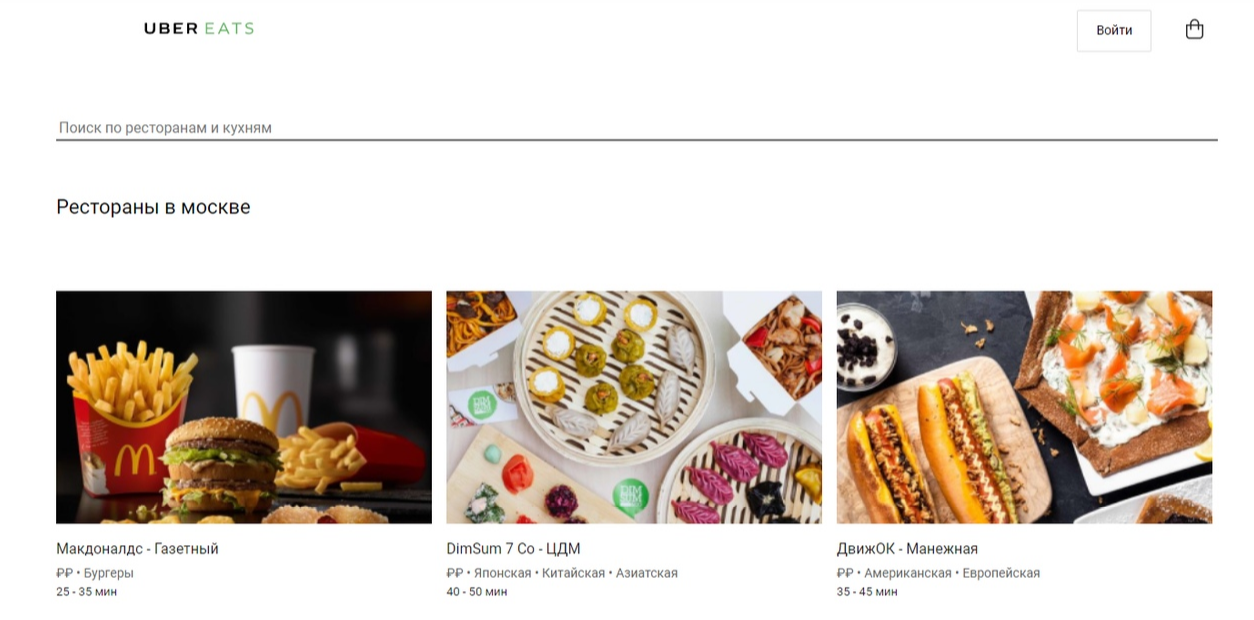 UBER EATS
Войти
Поиск по ресторанам и кухням
Рестораны в москве
Макдоналдс - Газетный
₽₽ • Бургеры
25 - 35 мин
DimSum 7 Co - ЦДМ
₽₽ • Японская • Китайская • Азиатская
40 - 50 мин
ДвижОК - Манежная
₽₽ • Американская • Европейская
35 - 45 мин